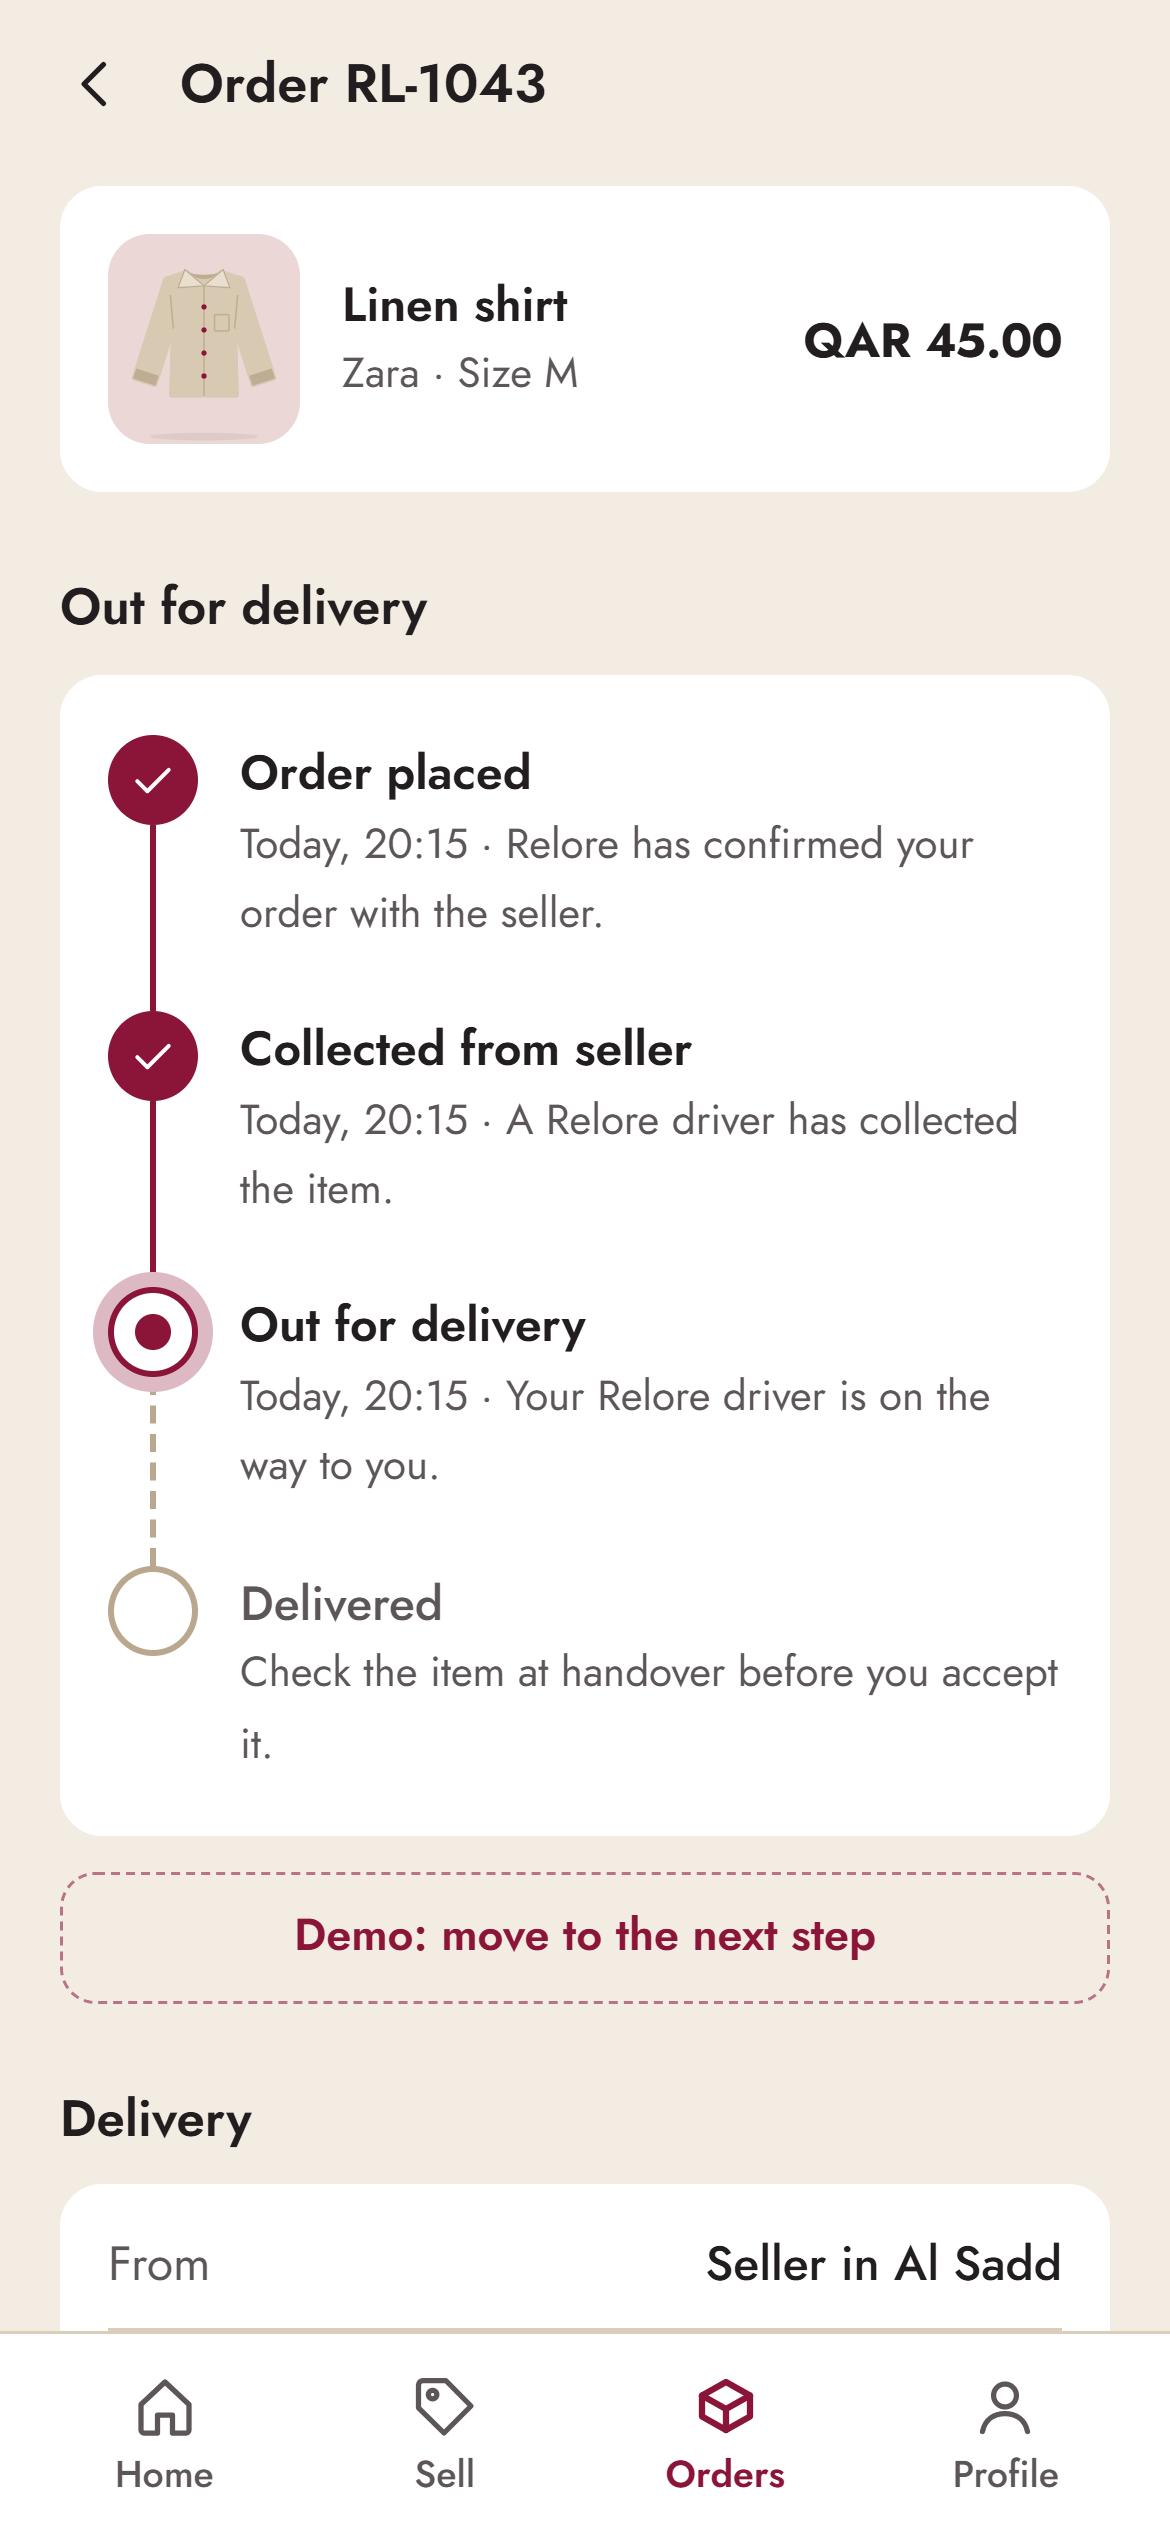 Order RL-1043
Linen shirt
Zara · Size M
QAR 45.00
Out for delivery
Order placed
Today, 20:15 · Relore has confirmed your
order with the seller.
Collected from seller
Today, 20:15 · A Relore driver has collected
the item.
Out for delivery
Today, 20:15 · Your Relore driver is on the
way to you.
Delivered
Check the item at handover before you accept
it.
Demo: move to the next step
Delivery
From
Seller in Al Sadd
Home
Sell
Orders
Profile